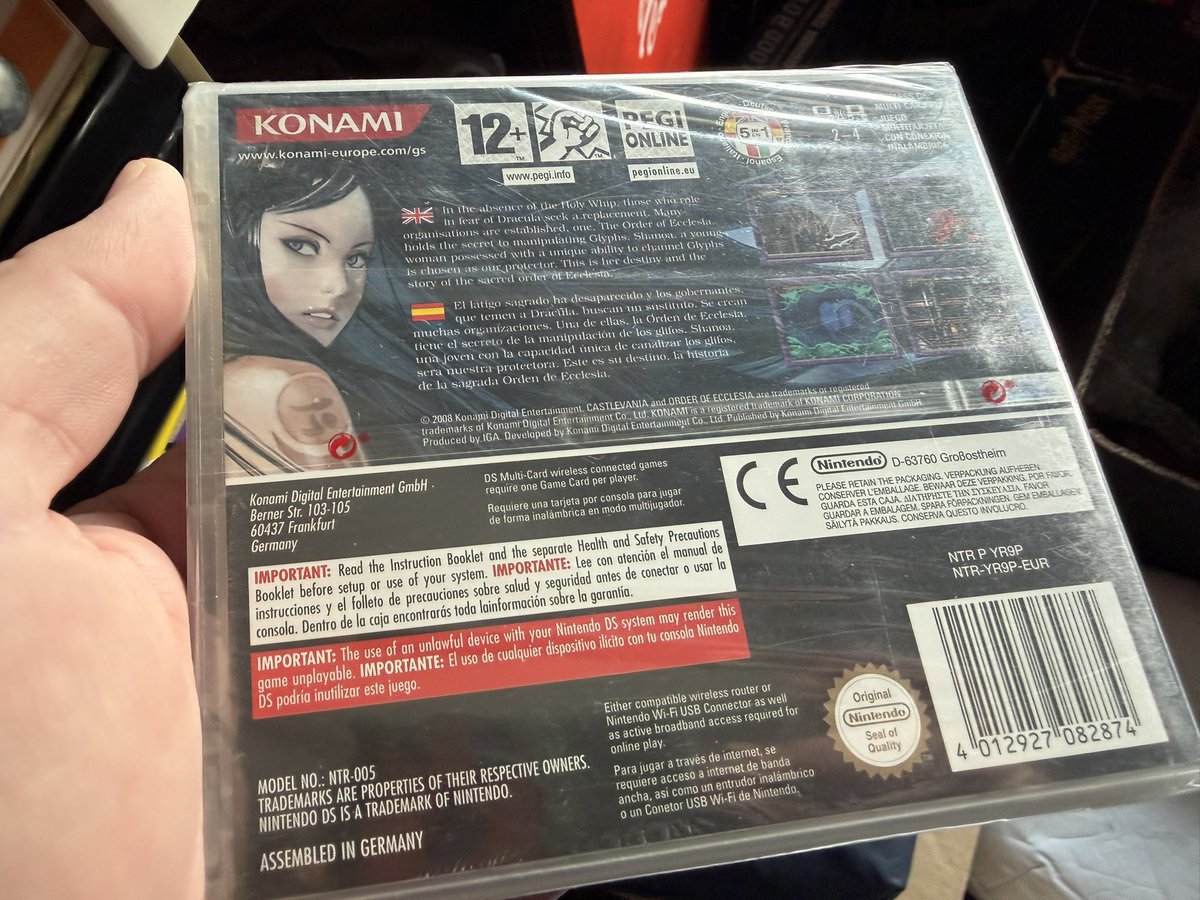 KONAMI
www.konami-europe.com/gs
12+
www.pegi.info
PEGI
ONLINE
pegionline.eu
5 IN 1
Español
2-4
MULTI CARD PLAY
JUEGO
MULTITARJETAS
CON CONEXIÓN
INALÁMBRICA
In the absence of the Holy Whip, those who rule
in fear of Dracula seek a replacement. Many
organisations are established, one, The Order of Ecclesia,
holds the secret to manipulating Glyphs. Shanoa, a young
woman possessed with a unique ability to channel Glyphs
is chosen as our protector. This is her destiny and the
story of the sacred order of Ecclesia.
El latigo sagrado ha desaparecido y los gobernantes,
que temen a Drácula, buscan un sustituto. Se crean
muchas organizaciones. Una de ellas, la Orden de Ecclesia,
tiene el secreto de la manipulación de los glifos. Shanoa,
una joven con la capacidad única de canalizar los glifos,
será nuestra protectora. Este es su destino, la historia
de la sagrada Orden de Ecclesia.
© 2008 Konami Digital Entertainment. CASTLEVANIA and ORDER OF ECCLESIA are trademarks or registered
trademarks of Konami Digital Entertainment Co., Ltd. KONAMI is a registered trademark of KONAMI CORPORATION
Produced by IGA. Developed by Konami Digital Entertainment Co., Ltd. Published by Konami Digital Entertainment GmbH
Konami Digital Entertainment GmbH ·
Berner Str. 103-105
60437 Frankfurt
Germany
DS Multi-Card wireless connected games
require one Game Card per player.
Requiere una tarjeta por consola para jugar
de forma inalámbrica en modo multijugador.
CE
Nintendo D-63760 Großostheim
PLEASE RETAIN THE PACKAGING. VERPACKUNG AUFHEBEN.
CONSERVER L'EMBALLAGE. BEWAAR DEZE VERPAKKING. POR FAVOR,
GUARDA ESTA CAJA. ΔΙΑΤΗΡΗΣΤΕ ΤΗΝ ΣΥΣΚΕΥΑΣΙΑ. FAVOR
GUARDAR A EMBALAGEM. SPARA FÖRPACKNINGEN. GEM EMBALLAGEN
SÄILYTÄ PAKKAUS. CONSERVA QUESTO INVOLUCRO.
NTR P YR9P
NTR-YR9P-EUR
IMPORTANT: Read the Instruction Booklet and the separate Health and Safety Precautions
Booklet before setup or use of your system. IMPORTANTE: Lee con atención el manual de
instrucciones y el folleto de precauciones sobre salud y seguridad antes de conectar o usar la
consola. Dentro de la caja encontrarás toda lainformación sobre la garantía.
IMPORTANT: The use of an unlawful device with your Nintendo DS system may render this
game unplayable. IMPORTANTE: El uso de cualquier dispositivo ilícito con tu consola Nintendo
DS podría inutilizar este juego.
Either compatible wireless router or
Nintendo Wi-Fi USB Connector as well
as active broadband access required for
online play.
Para jugar a través de internet, se
requiere acceso a internet de banda
ancha, así como un entrudor inalámbrico
o un Conetor USB Wi-Fi de Nintendo.
Original
Nintendo
Seal of
Quality
4 012927 082874
MODEL NO.: NTR-005
TRADEMARKS ARE PROPERTIES OF THEIR RESPECTIVE OWNERS.
NINTENDO DS IS A TRADEMARK OF NINTENDO.
ASSEMBLED IN GERMANY